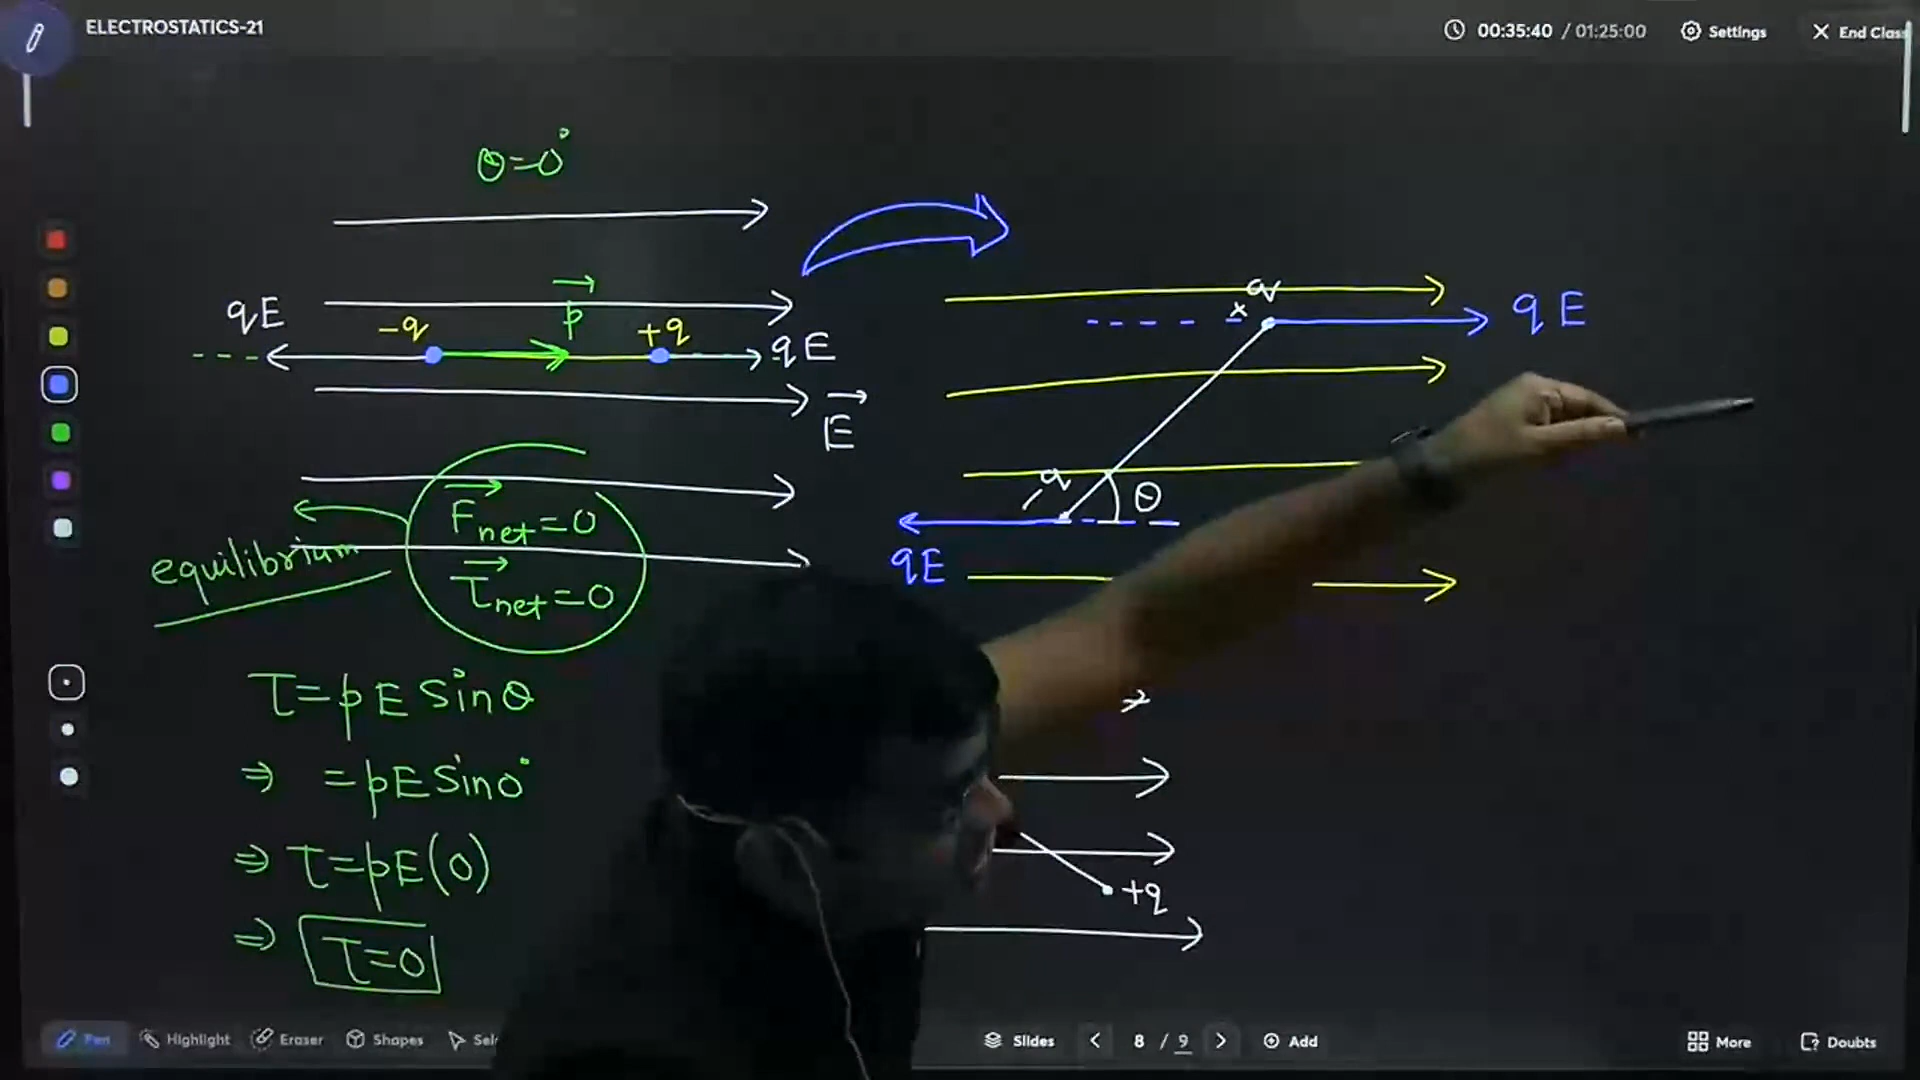 ELECTROSTATICS-21
00:35:40 / 01:25:00
Settings
End Class
θ=0°
qE
-q
p
+q
qE
E
equilibrium
Fnet=0
τnet=0
τ=pE Sinθ
⇒ =pE Sin0°
⇒ τ=pE(0)
⇒ τ=0
qE
θ
qE
+q
Pen
Highlight
Eraser
Shapes
Slides
8 / 9
Add
More
Doubts